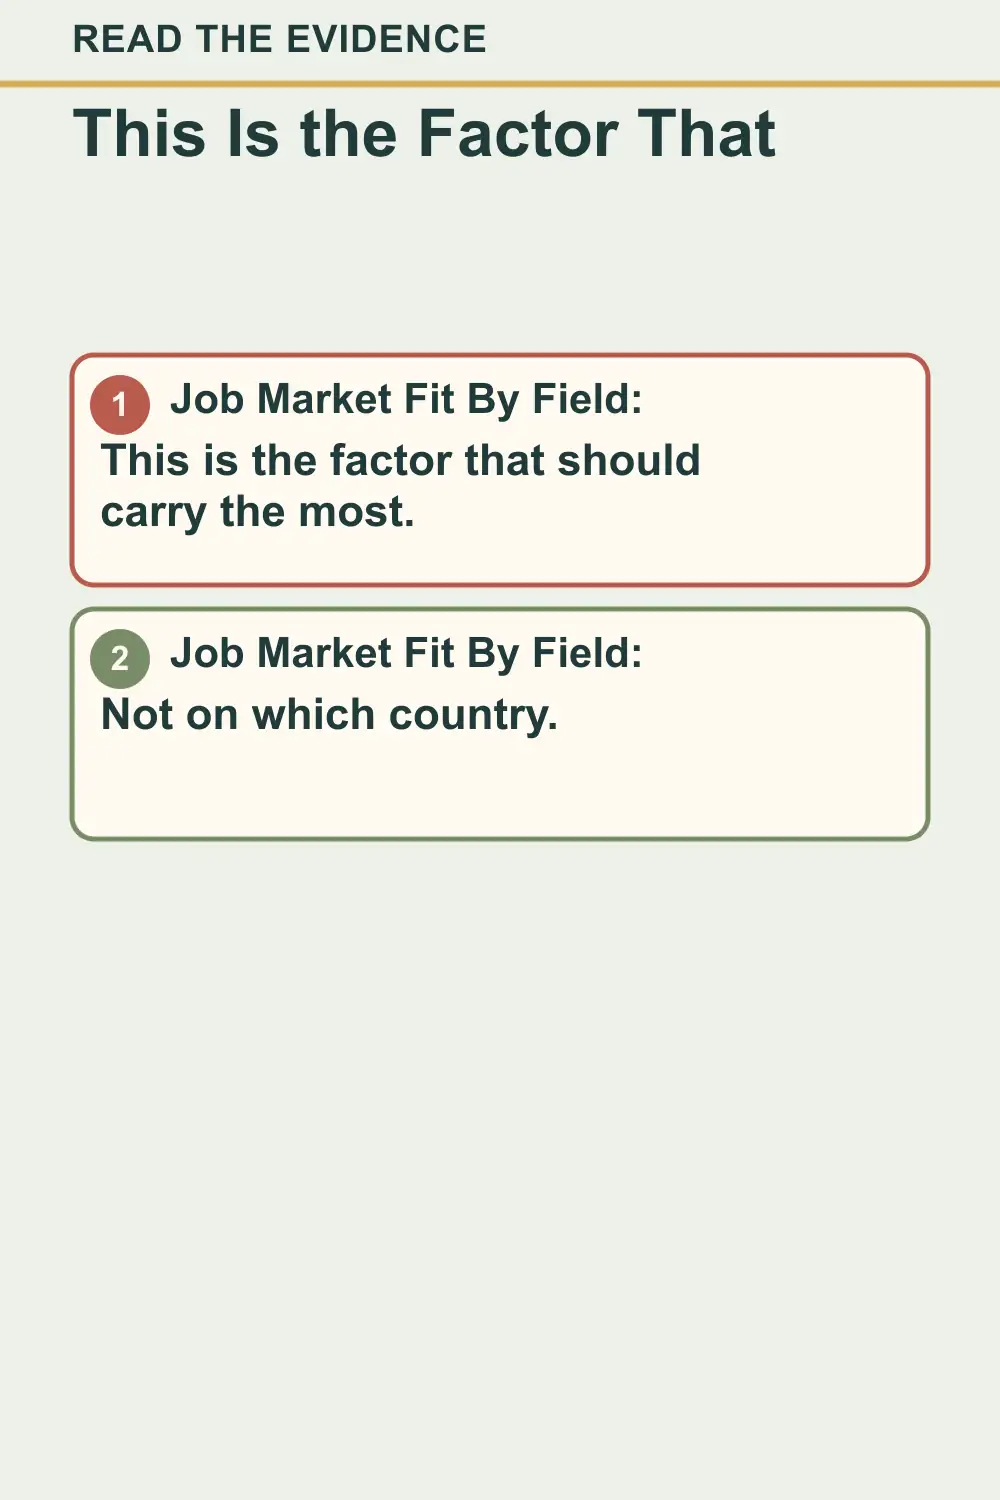 READ THE EVIDENCE
This Is the Factor That
1 Job Market Fit By Field:
This is the factor that should
carry the most.
2 Job Market Fit By Field:
Not on which country.